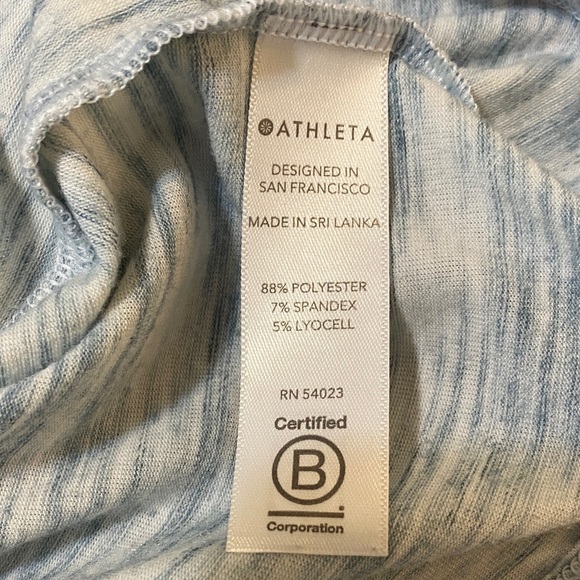 ATHLETA
DESIGNED IN
SAN FRANCISCO
MADE IN SRI LANKA
88% POLYESTER
7% SPANDEX
5% LYOCELL
RN 54023
Certified
B
Corporation